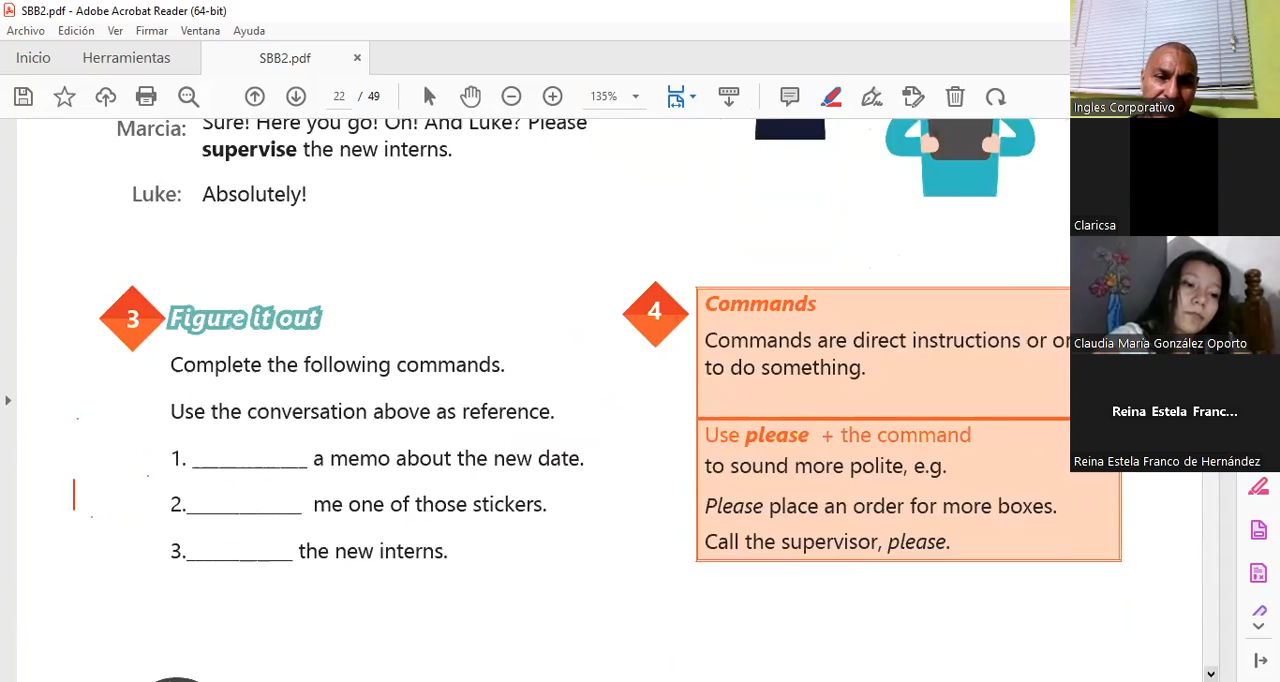 SBB2.pdf - Adobe Acrobat Reader (64-bit)
Archivo Edición Ver Firmar Ventana Ayuda
Inicio Herramientas SBB2.pdf ×
22 / 49 135%
Marcia: Sure! Here you go! Oh! And Luke? Please
supervise the new interns.
Luke: Absolutely!
3 Figure it out
Complete the following commands.
Use the conversation above as reference.
1. ____________ a memo about the new date.
2.____________ me one of those stickers.
3.___________ the new interns.
4 Commands
Commands are direct instructions or or
to do something.
Use please + the command
to sound more polite, e.g.
Please place an order for more boxes.
Call the supervisor, please.
Ingles Corporativo
Claricsa
Claudia María González Oporto
Reina Estela Franc...
Reina Estela Franco de Hernández